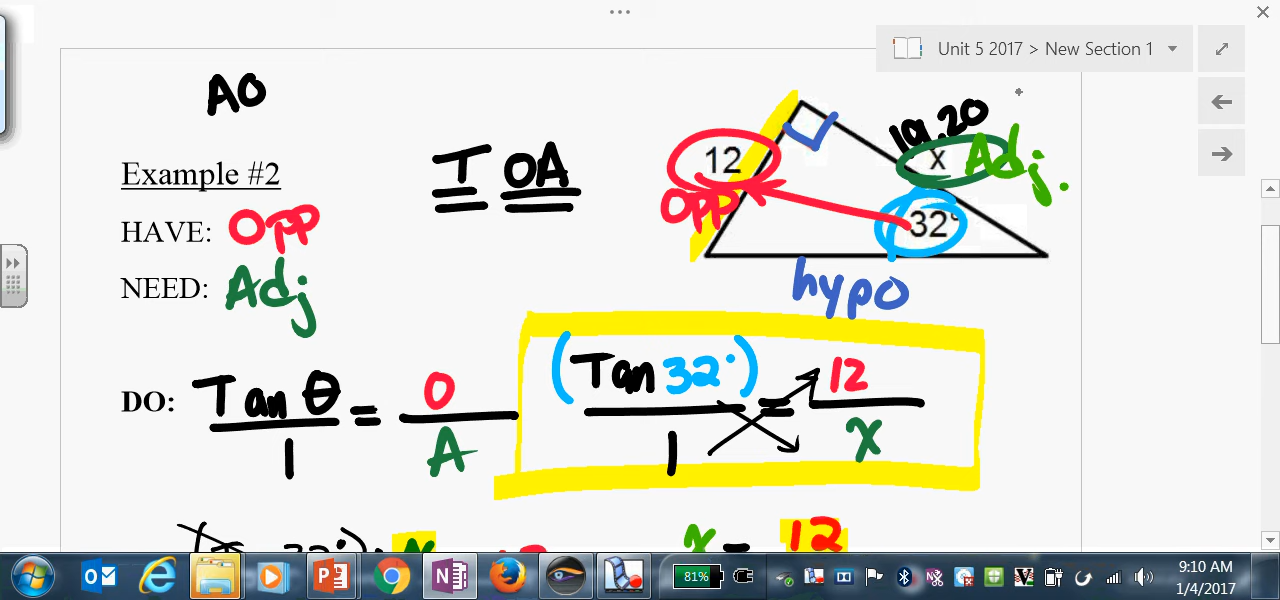 Unit 5 2017 > New Section 1
AO
19.20
x Adj.
12
T OA
Example #2
Opp
32°
HAVE: Opp
NEED: Adj
hypo
(Tan 32°) 12
DO: Tan θ = O =
1 A 1 x
x = 12
81%
9:10 AM
1/4/2017